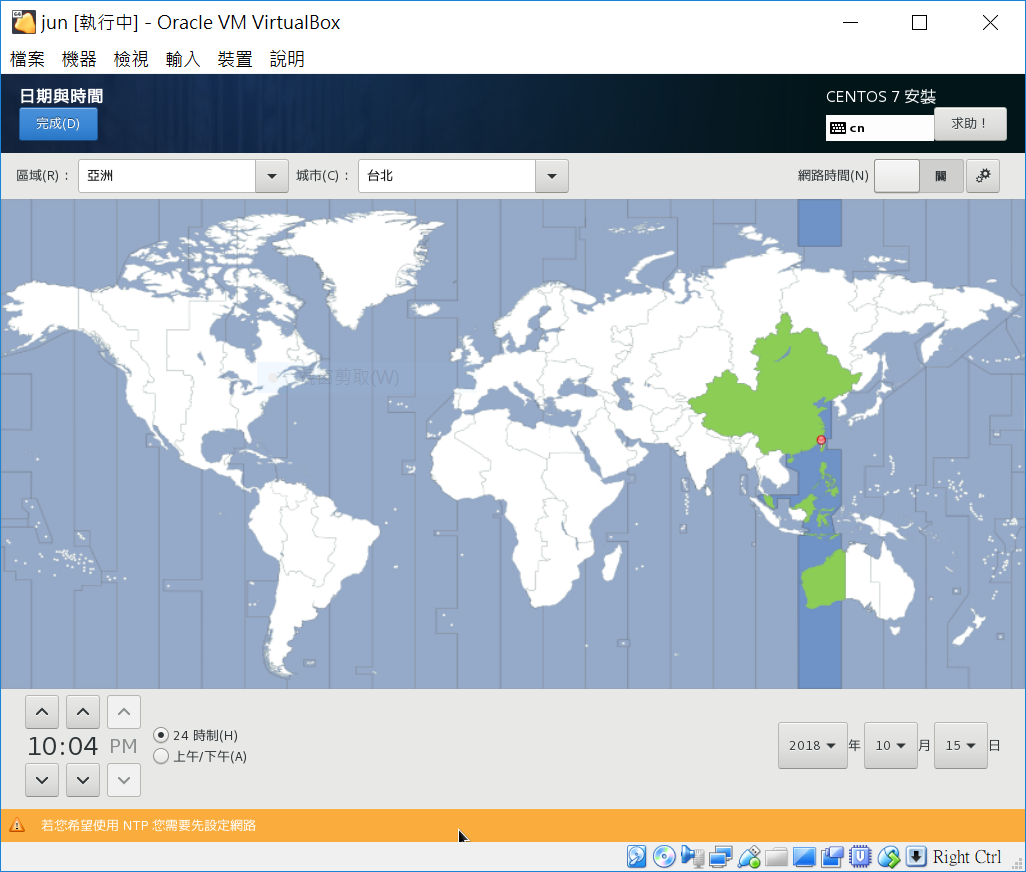 jun [執行中] - Oracle VM VirtualBox
檔案 機器 檢視 輸入 裝置 說明
日期與時間
CENTOS 7 安裝
完成(D)
cn
求助！
區域(R)： 亞洲 城市(C)： 台北 網路時間(N) 關
剪取(W)
10:04 PM
24 時制(H)
上午/下午(A)
2018 年 10 月 15 日
若您希望使用 NTP 您需要先設定網路
Right Ctrl